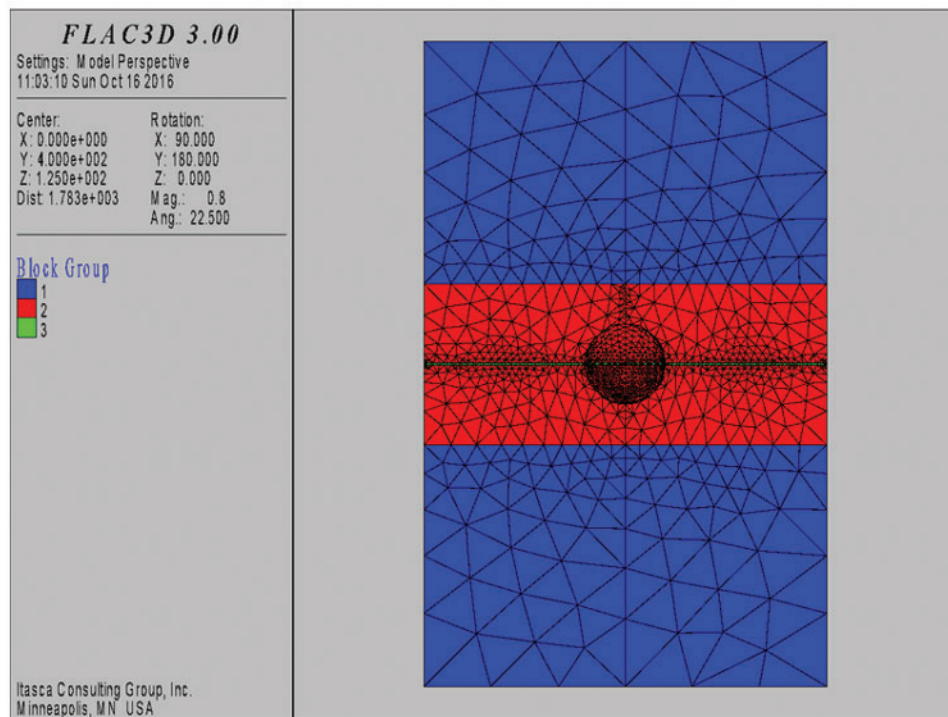 FLAC3D 3.00
Settings: Model Perspective
11:03:10 Sun Oct 16 2016
Center: Rotation:
X: 0.000e+000 X: 90.000
Y: 4.000e+002 Y: 180.000
Z: 1.250e+002 Z: 0.000
Dist: 1.783e+003 Mag.: 0.8
Ang.: 22.500
Block Group
1
2
3
Itasca Consulting Group, Inc.
Minneapolis, MN USA